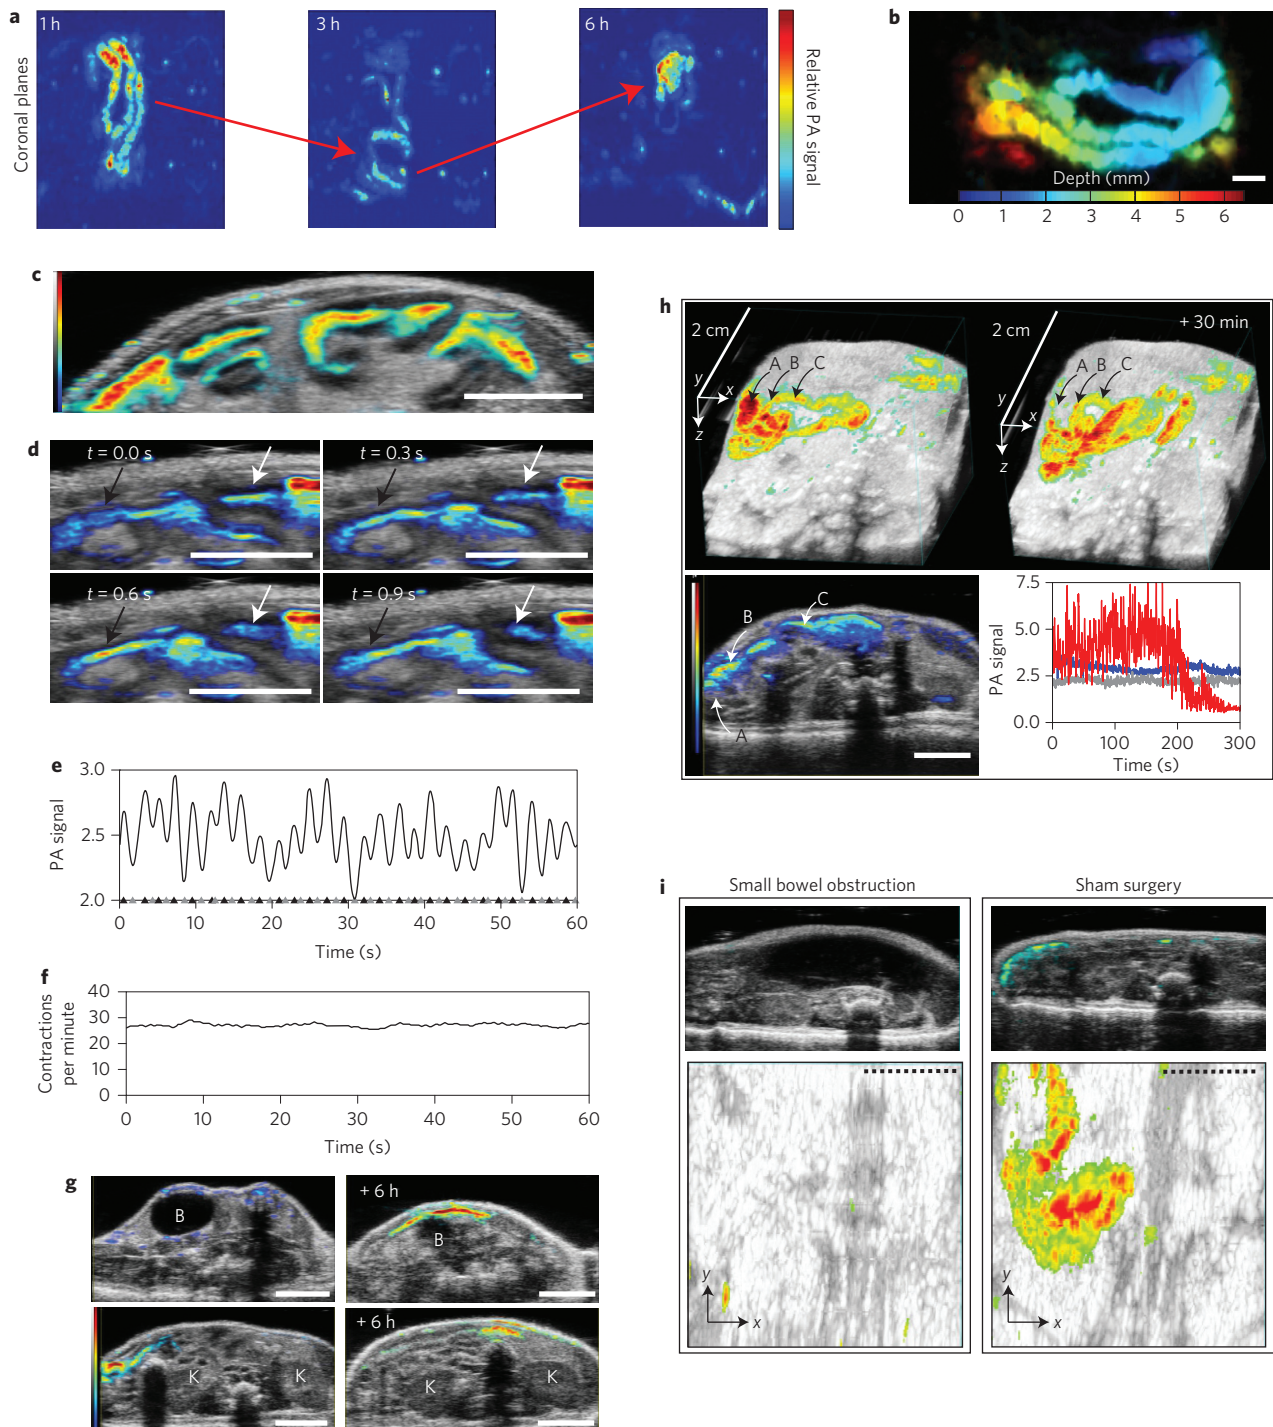 a
1 h
3 h
6 h
Coronal planes
Relative PA signal
b
Depth (mm)
0 1 2 3 4 5 6
c
d
t = 0.0 s
t = 0.3 s
t = 0.6 s
t = 0.9 s
e
3.0
2.5
2.0
PA signal
0 10 20 30 40 50 60
Time (s)
f
40
30
20
10
0
Contractions
per minute
0 10 20 30 40 50 60
Time (s)
g
B
+ 6 h
B
K
K
+ 6 h
K
K
h
2 cm
A B C
y
x
z
2 cm
+ 30 min
A B C
y
x
z
B
C
A
7.5
5.0
2.5
0.0
PA signal
0 100 200 300
Time (s)
i
Small bowel obstruction
Sham surgery
y
x
y
x